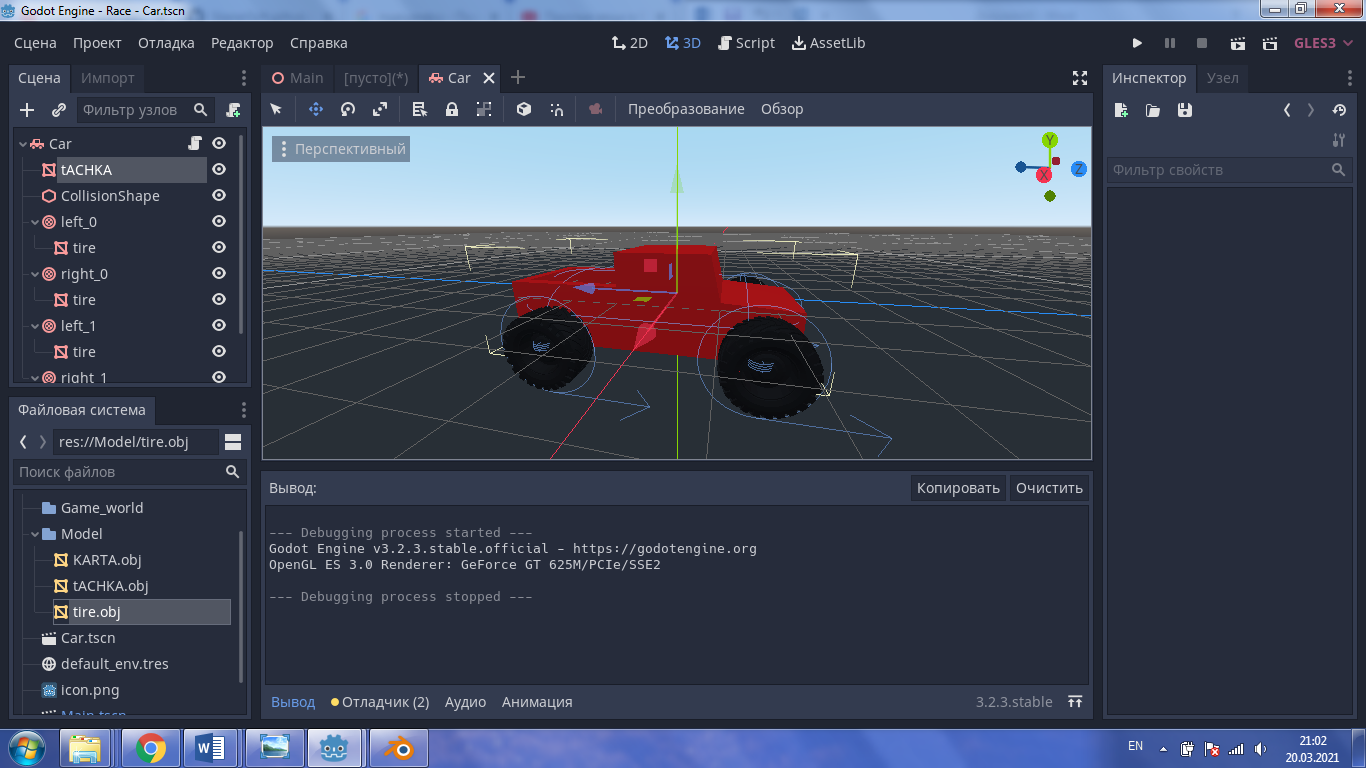 Godot Engine - Race - Car.tscn
Сцена Проект Отладка Редактор Справка
2D 3D Script AssetLib
GLES3
Сцена Импорт
Фильтр узлов
Car
tACHKA
CollisionShape
left_0
tire
right_0
tire
left_1
tire
right_1
Файловая система
res://Model/tire.obj
Поиск файлов
Game_world
Model
KARTA.obj
tACHKA.obj
tire.obj
Car.tscn
default_env.tres
icon.png
Main.tscn
Main [пусто](*) Car
Преобразование Обзор
Перспективный
Y
Z
X
Вывод: Копировать Очистить
--- Debugging process started ---
Godot Engine v3.2.3.stable.official - https://godotengine.org
OpenGL ES 3.0 Renderer: GeForce GT 625M/PCIe/SSE2
--- Debugging process stopped ---
Вывод Отладчик (2) Аудио Анимация 3.2.3.stable
Инспектор Узел
Фильтр свойств
EN
21:02
20.03.2021